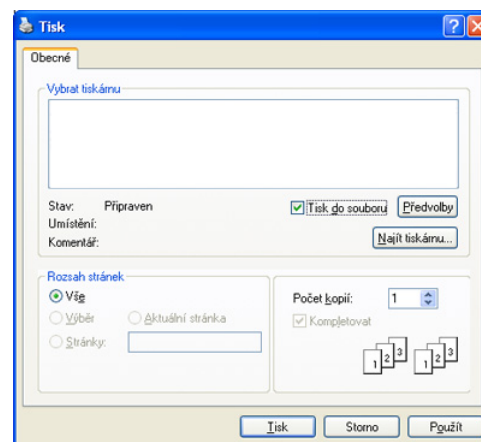 Tisk
Obecné
Vybrat tiskárnu
Stav: Připraven
Tisk do souboru
Předvolby
Umístění:
Komentář:
Najít tiskárnu...
Rozsah stránek
Vše
Výběr
Aktuální stránka
Stránky:
Počet kopií: 1
Kompletovat
1 2 3 1 2 3
Tisk Storno Použít